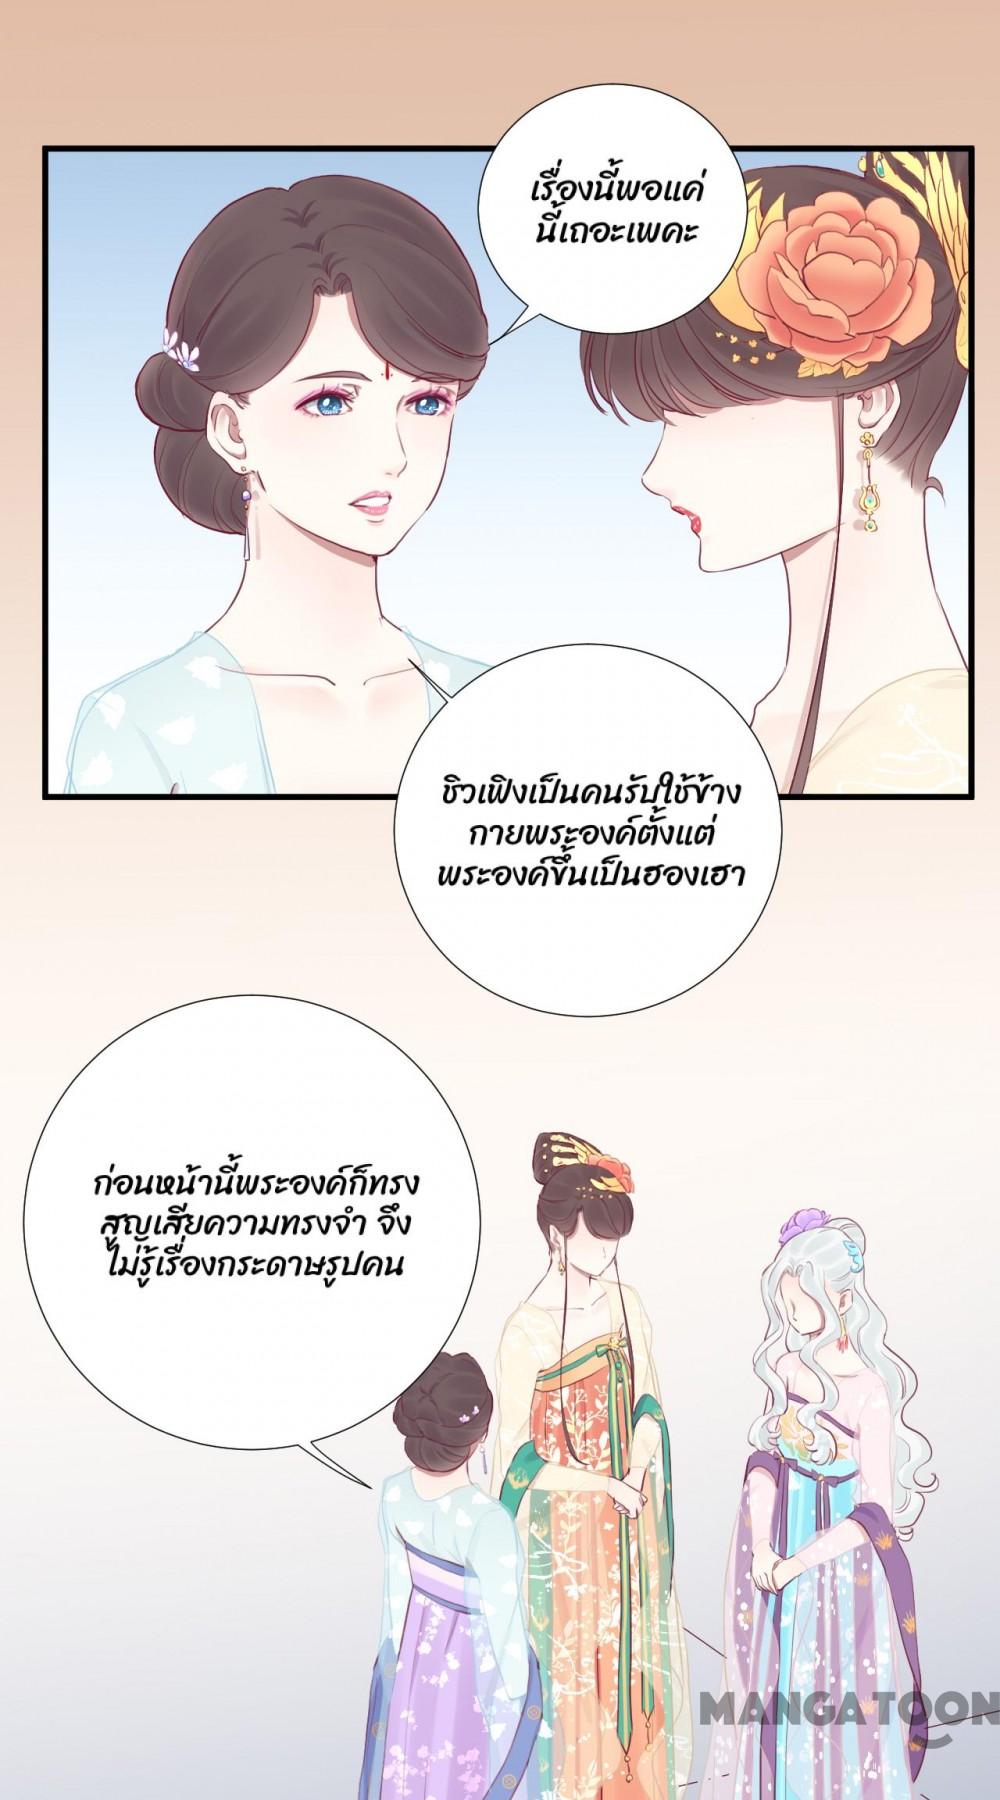 เรื่องนี้พอแค่
นี้เถอะเพคะ
ชิวเฟิงเป็นคนรับใช้ข้าง
กายพระองค์ตั้งแต่
พระองค์ขึ้นเป็นฮองเฮา
ก่อนหน้านี้พระองค์ก็ทรง
สูญเสียความทรงจำ จึง
ไม่รู้เรื่องกระดาษรูปคน
MANGATOON